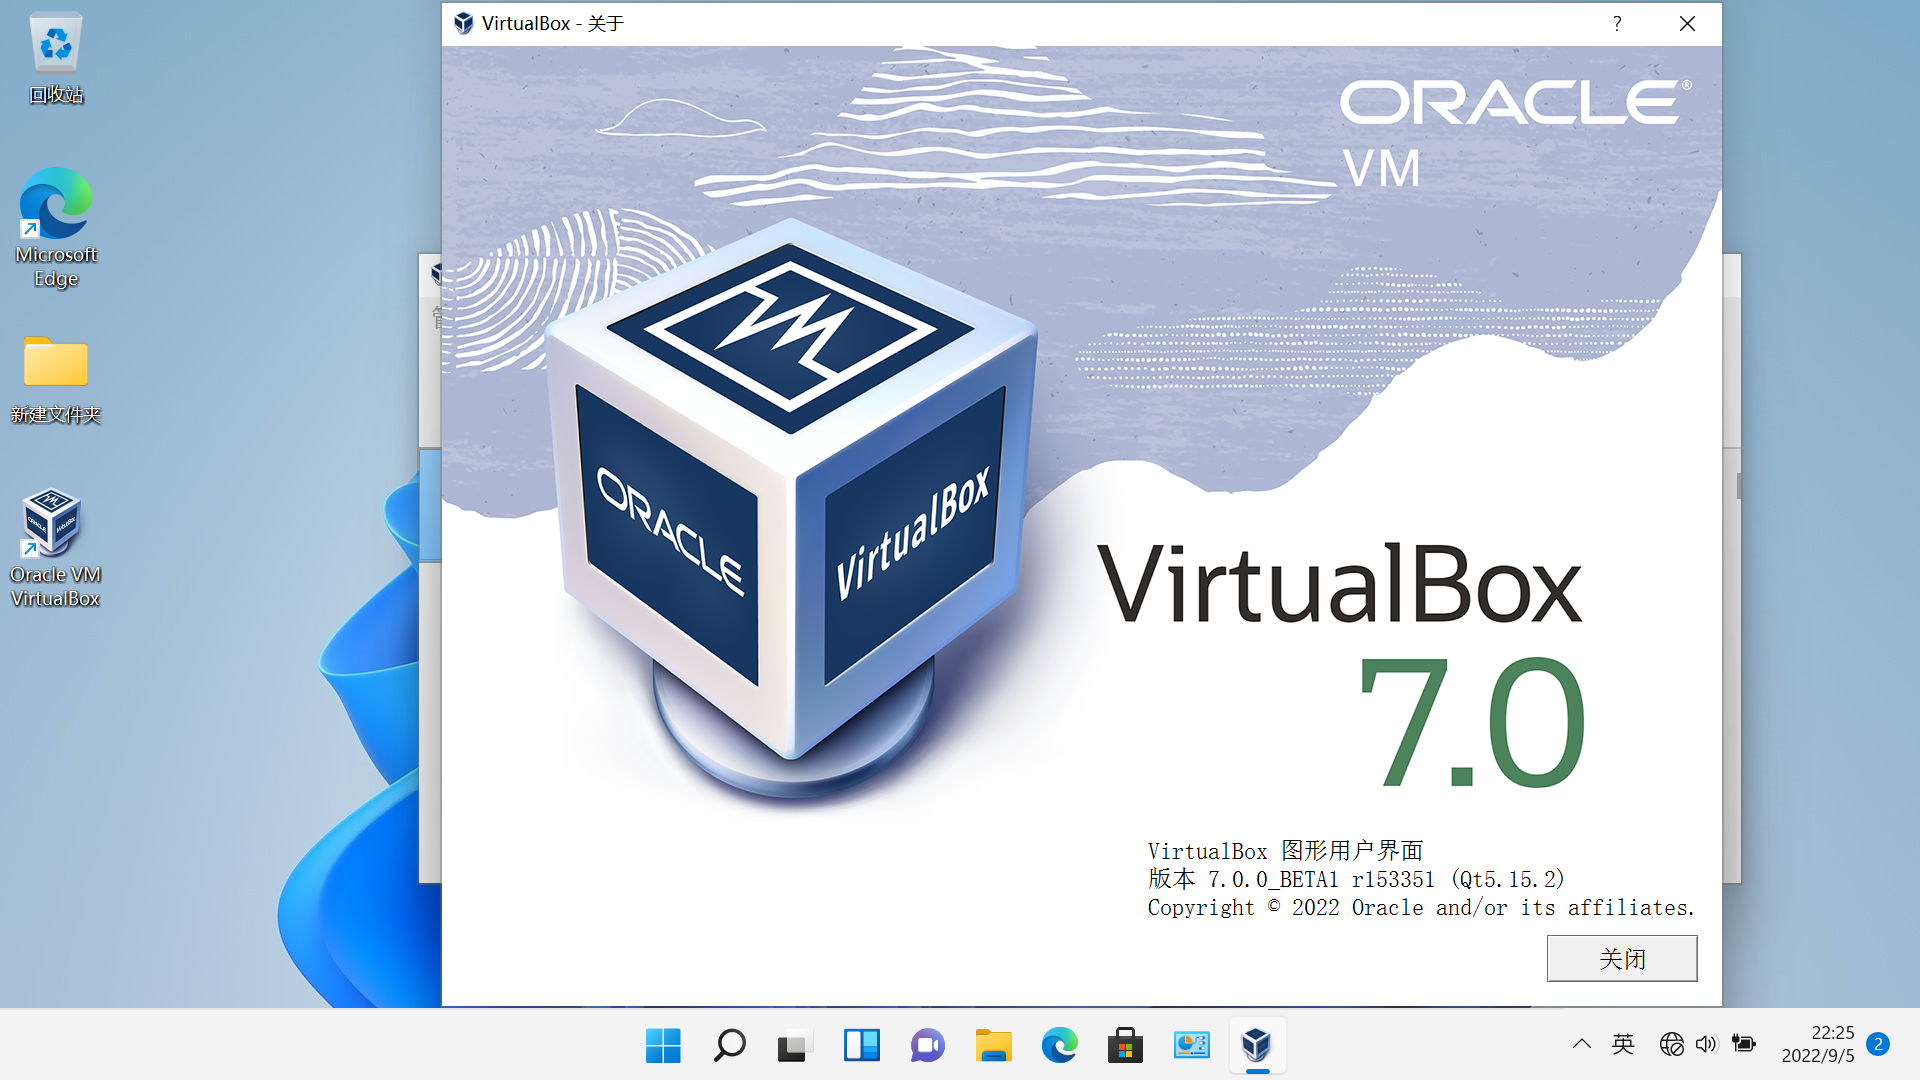 VirtualBox - 关于
ORACLE®
VM
ORACLE
VirtualBox
VirtualBox
7.0
VirtualBox 图形用户界面
版本 7.0.0_BETA1 r153351 (Qt5.15.2)
Copyright © 2022 Oracle and/or its affiliates.
关闭
回收站
Microsoft
Edge
新建文件夹
Oracle VM
VirtualBox
英
22:25
2022/9/5
2